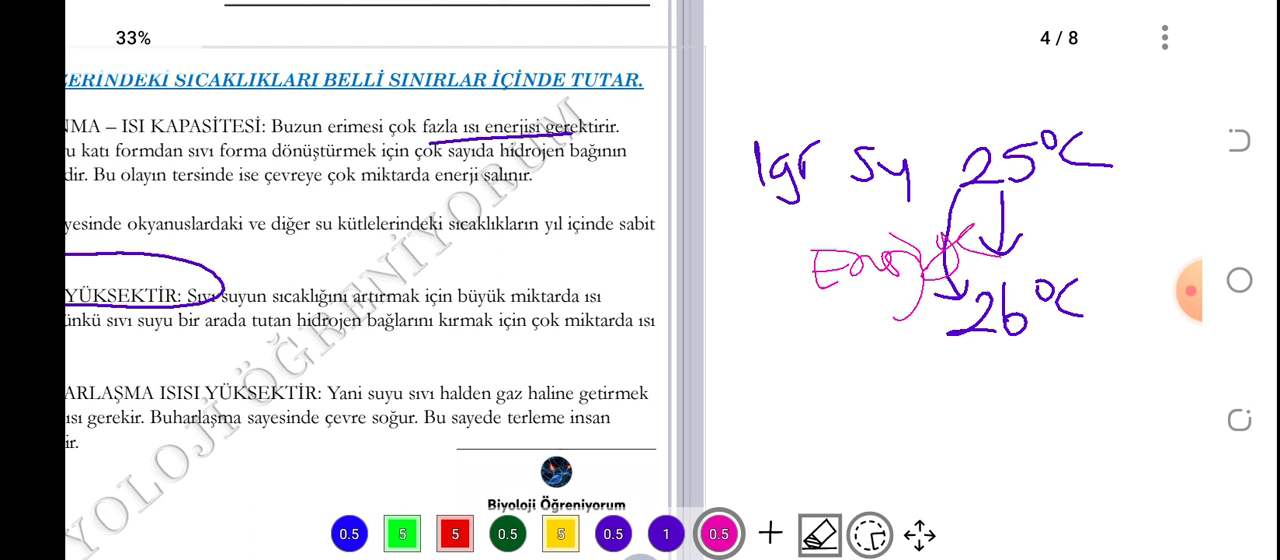 33%
4 / 8
ZERİNDEKİ SICAKLIKLARI BELLİ SINIRLAR İÇİNDE TUTAR.
NMA – ISI KAPASİTESİ: Buzun erimesi çok fazla ısı enerjisi gerektirir.
u katı formdan sıvı forma dönüştürmek için çok sayıda hidrojen bağının
dir. Bu olayın tersinde ise çevreye çok miktarda enerji salınır.
yesinde okyanuslardaki ve diğer su kütlelerindeki sıcaklıkların yıl içinde sabit
YÜKSEKTİR: Sıvı suyun sıcaklığını artırmak için büyük miktarda ısı
ünkü sıvı suyu bir arada tutan hidrojen bağlarını kırmak için çok miktarda ısı
ARLAŞMA ISISI YÜKSEKTİR: Yani suyu sıvı halden gaz haline getirmek
ısı gerekir. Buharlaşma sayesinde çevre soğur. Bu sayede terleme insan
ir.
YOLOJİ ÖĞRENİYORUM
Biyoloji Öğreniyorum
1gr Su 25°C
26°C
0.5 5 5 0.5 5 0.5 1 0.5